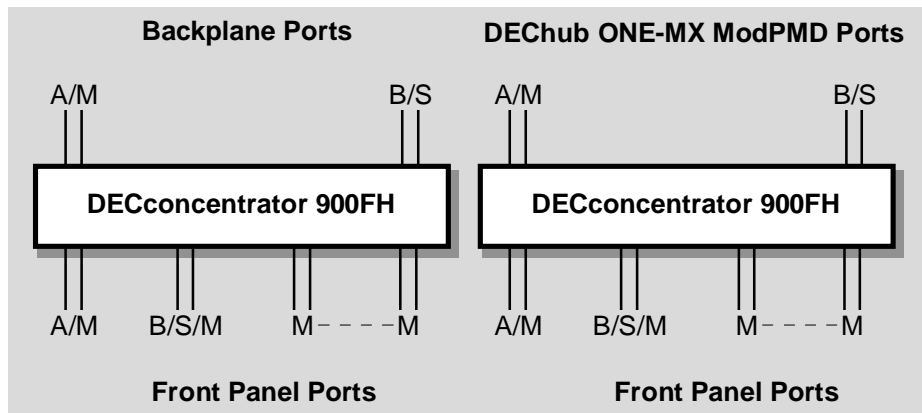 Backplane Ports DEChub ONE-MX ModPMD Ports
A/M B/S A/M B/S
DECconcentrator 900FH DECconcentrator 900FH
A/M B/S/M M - - - - M A/M B/S/M M - - - - M
Front Panel Ports Front Panel Ports